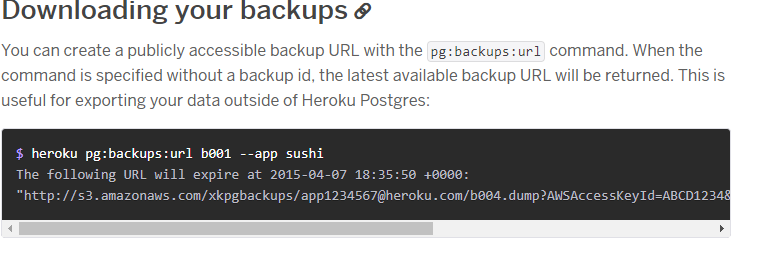 Downloading your backups
You can create a publicly accessible backup URL with the pg:backups:url command. When the
command is specified without a backup id, the latest available backup URL will be returned. This is
useful for exporting your data outside of Heroku Postgres:
$ heroku pg:backups:url b001 --app sushi
The following URL will expire at 2015-04-07 18:35:50 +0000:
"http://s3.amazonaws.com/xkpgbackups/app1234567@heroku.com/b004.dump?AWSAccessKeyId=ABCD1234&